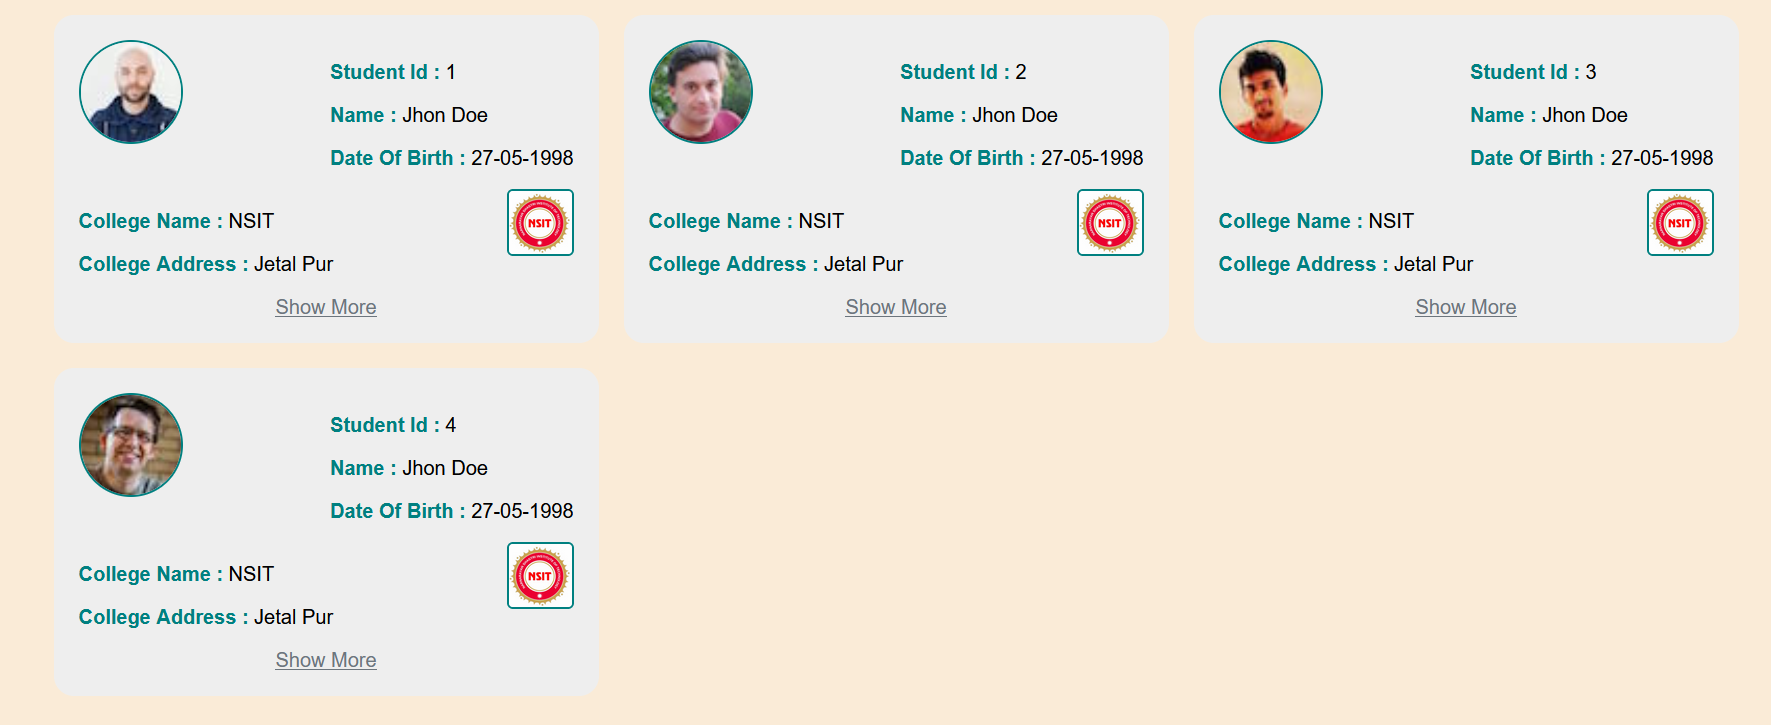 Student Id : 1
Name : Jhon Doe
Date Of Birth : 27-05-1998
College Name : NSIT
NSIT
College Address : Jetal Pur
Show More
Student Id : 2
Name : Jhon Doe
Date Of Birth : 27-05-1998
College Name : NSIT
NSIT
College Address : Jetal Pur
Show More
Student Id : 3
Name : Jhon Doe
Date Of Birth : 27-05-1998
College Name : NSIT
NSIT
College Address : Jetal Pur
Show More
Student Id : 4
Name : Jhon Doe
Date Of Birth : 27-05-1998
College Name : NSIT
NSIT
College Address : Jetal Pur
Show More